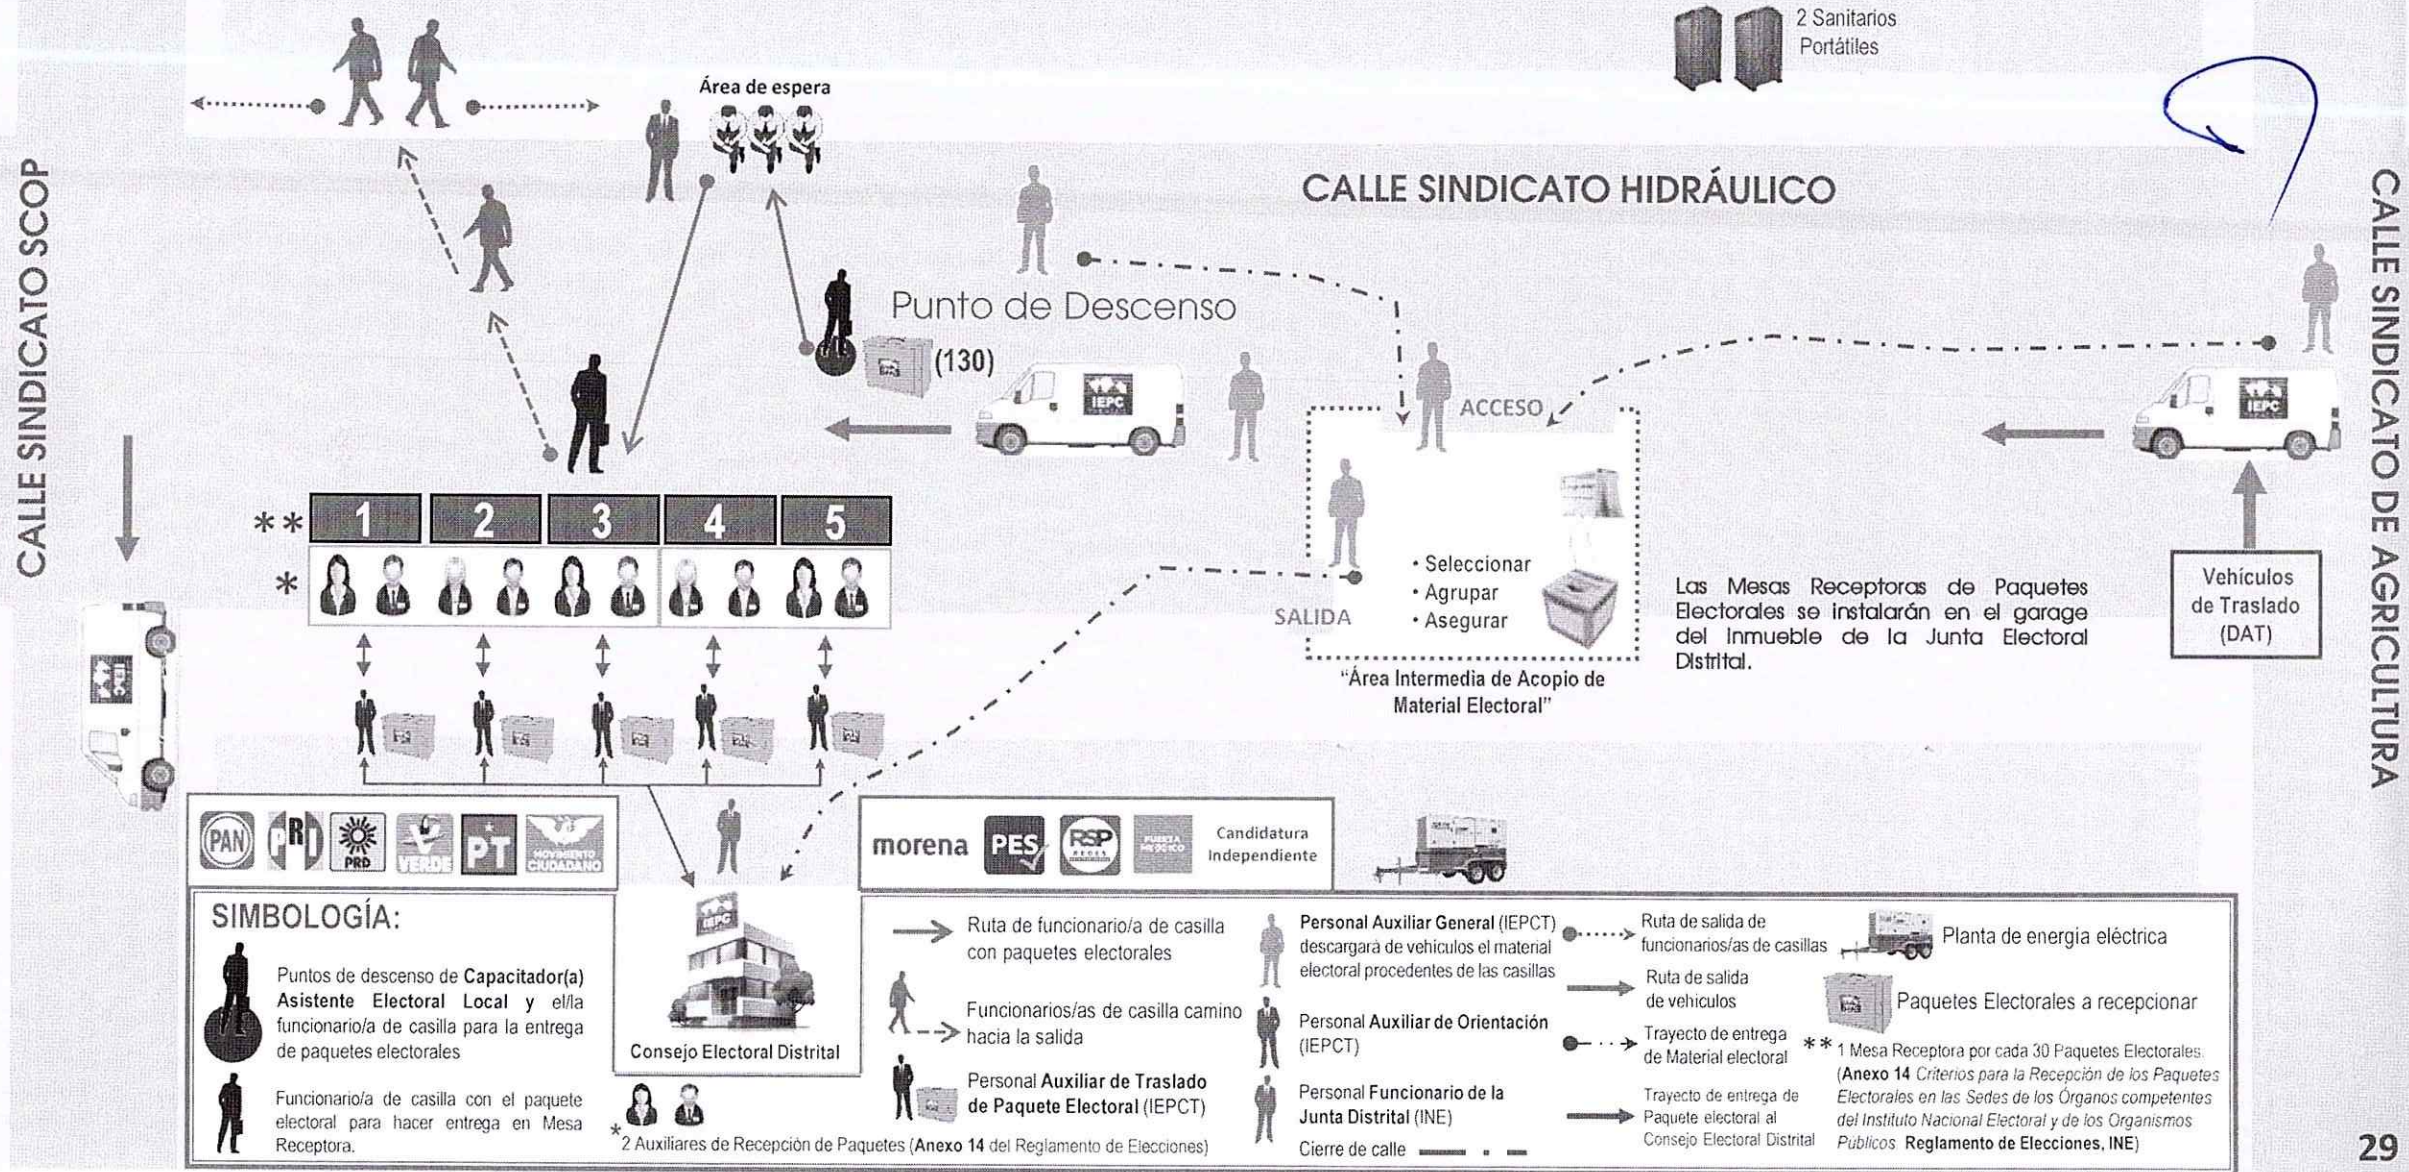 2 Sanitarios
Portátiles
Área de espera
CALLE SINDICATO SCOP
CALLE SINDICATO HIDRÁULICO
CALLE SINDICATO DE AGRICULTURA
Punto de Descenso
(130)
IEPC
IEPC
ACCESO
** 1 2 3 4 5
*
• Seleccionar
• Agrupar
• Asegurar
SALIDA
"Área Intermedia de Acopio de
Material Electoral"
Las Mesas Receptoras de Paquetes
Electorales se instalarán en el garage
del Inmueble de la Junta Electoral
Distrital.
Vehículos
de Traslado
(DAT)
IEPC
PAN PRI PRD VERDE PT MOVIMIENTO CIUDADANO
morena PES RSP FUERZA MÉXICO
Candidatura
Independiente
SIMBOLOGÍA:
Puntos de descenso de Capacitador(a)
Asistente Electoral Local y el/la
funcionario/a de casilla para la entrega
de paquetes electorales
Funcionario/a de casilla con el paquete
electoral para hacer entrega en Mesa
Receptora.
IEPC
Consejo Electoral Distrital
*
2 Auxiliares de Recepción de Paquetes (Anexo 14 del Reglamento de Elecciones)
Ruta de funcionario/a de casilla
con paquetes electorales
Funcionarios/as de casilla camino
hacia la salida
Personal Auxiliar de Traslado
de Paquete Electoral (IEPCT)
Personal Auxiliar General (IEPCT)
descargará de vehículos el material
electoral procedentes de las casillas
Personal Auxiliar de Orientación
(IEPCT)
Personal Funcionario de la
Junta Distrital (INE)
Cierre de calle
Ruta de salida de
funcionarios/as de casillas
Ruta de salida
de vehiculos
Trayecto de entrega
de Material electoral
Trayecto de entrega de
Paquete electoral al
Consejo Electoral Distrital
Planta de energía eléctrica
Paquetes Electorales a recepcionar
** 1 Mesa Receptora por cada 30 Paquetes Electorales.
(Anexo 14 Criterios para la Recepción de los Paquetes
Electorales en las Sedes de los Órganos competentes
del Instituto Nacional Electoral y de los Organismos
Públicos. Reglamento de Elecciones, INE)
29